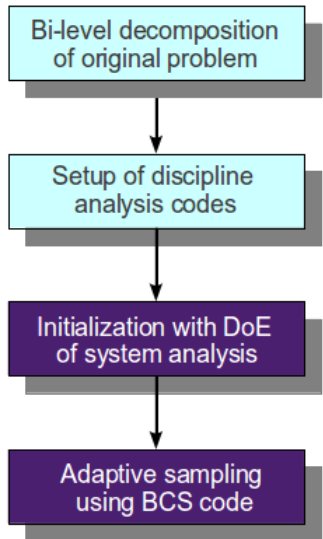 Bi-level decomposition
of original problem
Setup of discipline
analysis codes
Initialization with DoE
of system analysis
Adaptive sampling
using BCS code